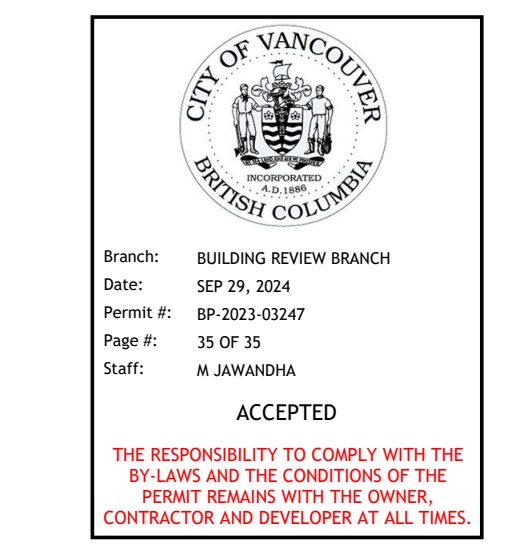 CITY OF VANCOUVER
INCORPORATED
A.D.1886
BRITISH COLUMBIA
Branch: BUILDING REVIEW BRANCH
Date: SEP 29, 2024
Permit #: BP-2023-03247
Page #: 35 OF 35
Staff: M JAWANDHA
ACCEPTED
THE RESPONSIBILITY TO COMPLY WITH THE
BY-LAWS AND THE CONDITIONS OF THE
PERMIT REMAINS WITH THE OWNER,
CONTRACTOR AND DEVELOPER AT ALL TIMES.